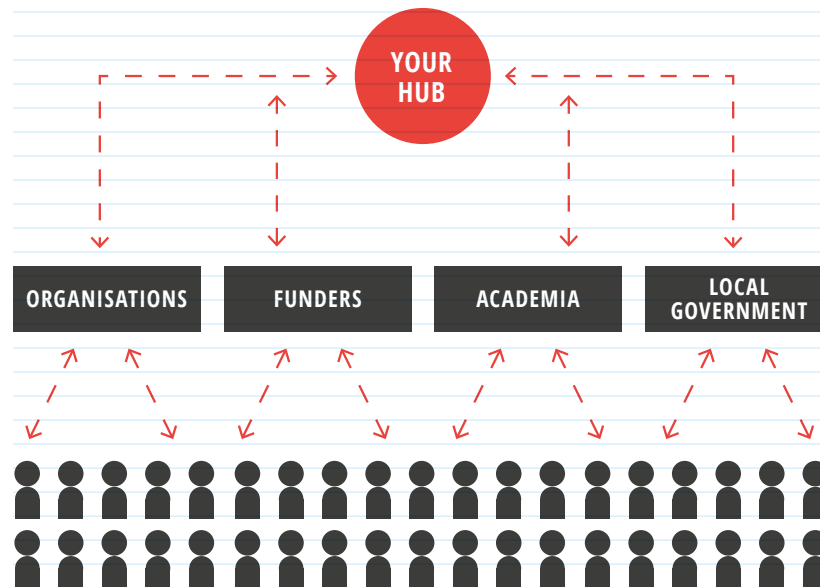 YOUR
HUB
ORGANISATIONS
FUNDERS
ACADEMIA
LOCAL
GOVERNMENT